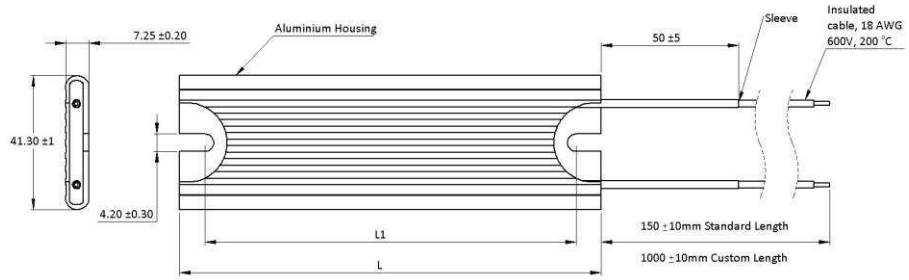 7.25 ±0.20
Aluminium Housing
50 ±5
Sleeve
Insulated
cable, 18 AWG
600V, 200 °C
41.30 ±1
4.20 ±0.30
L1
L
150 ±10mm Standard Length
1000 ±10mm Custom Length